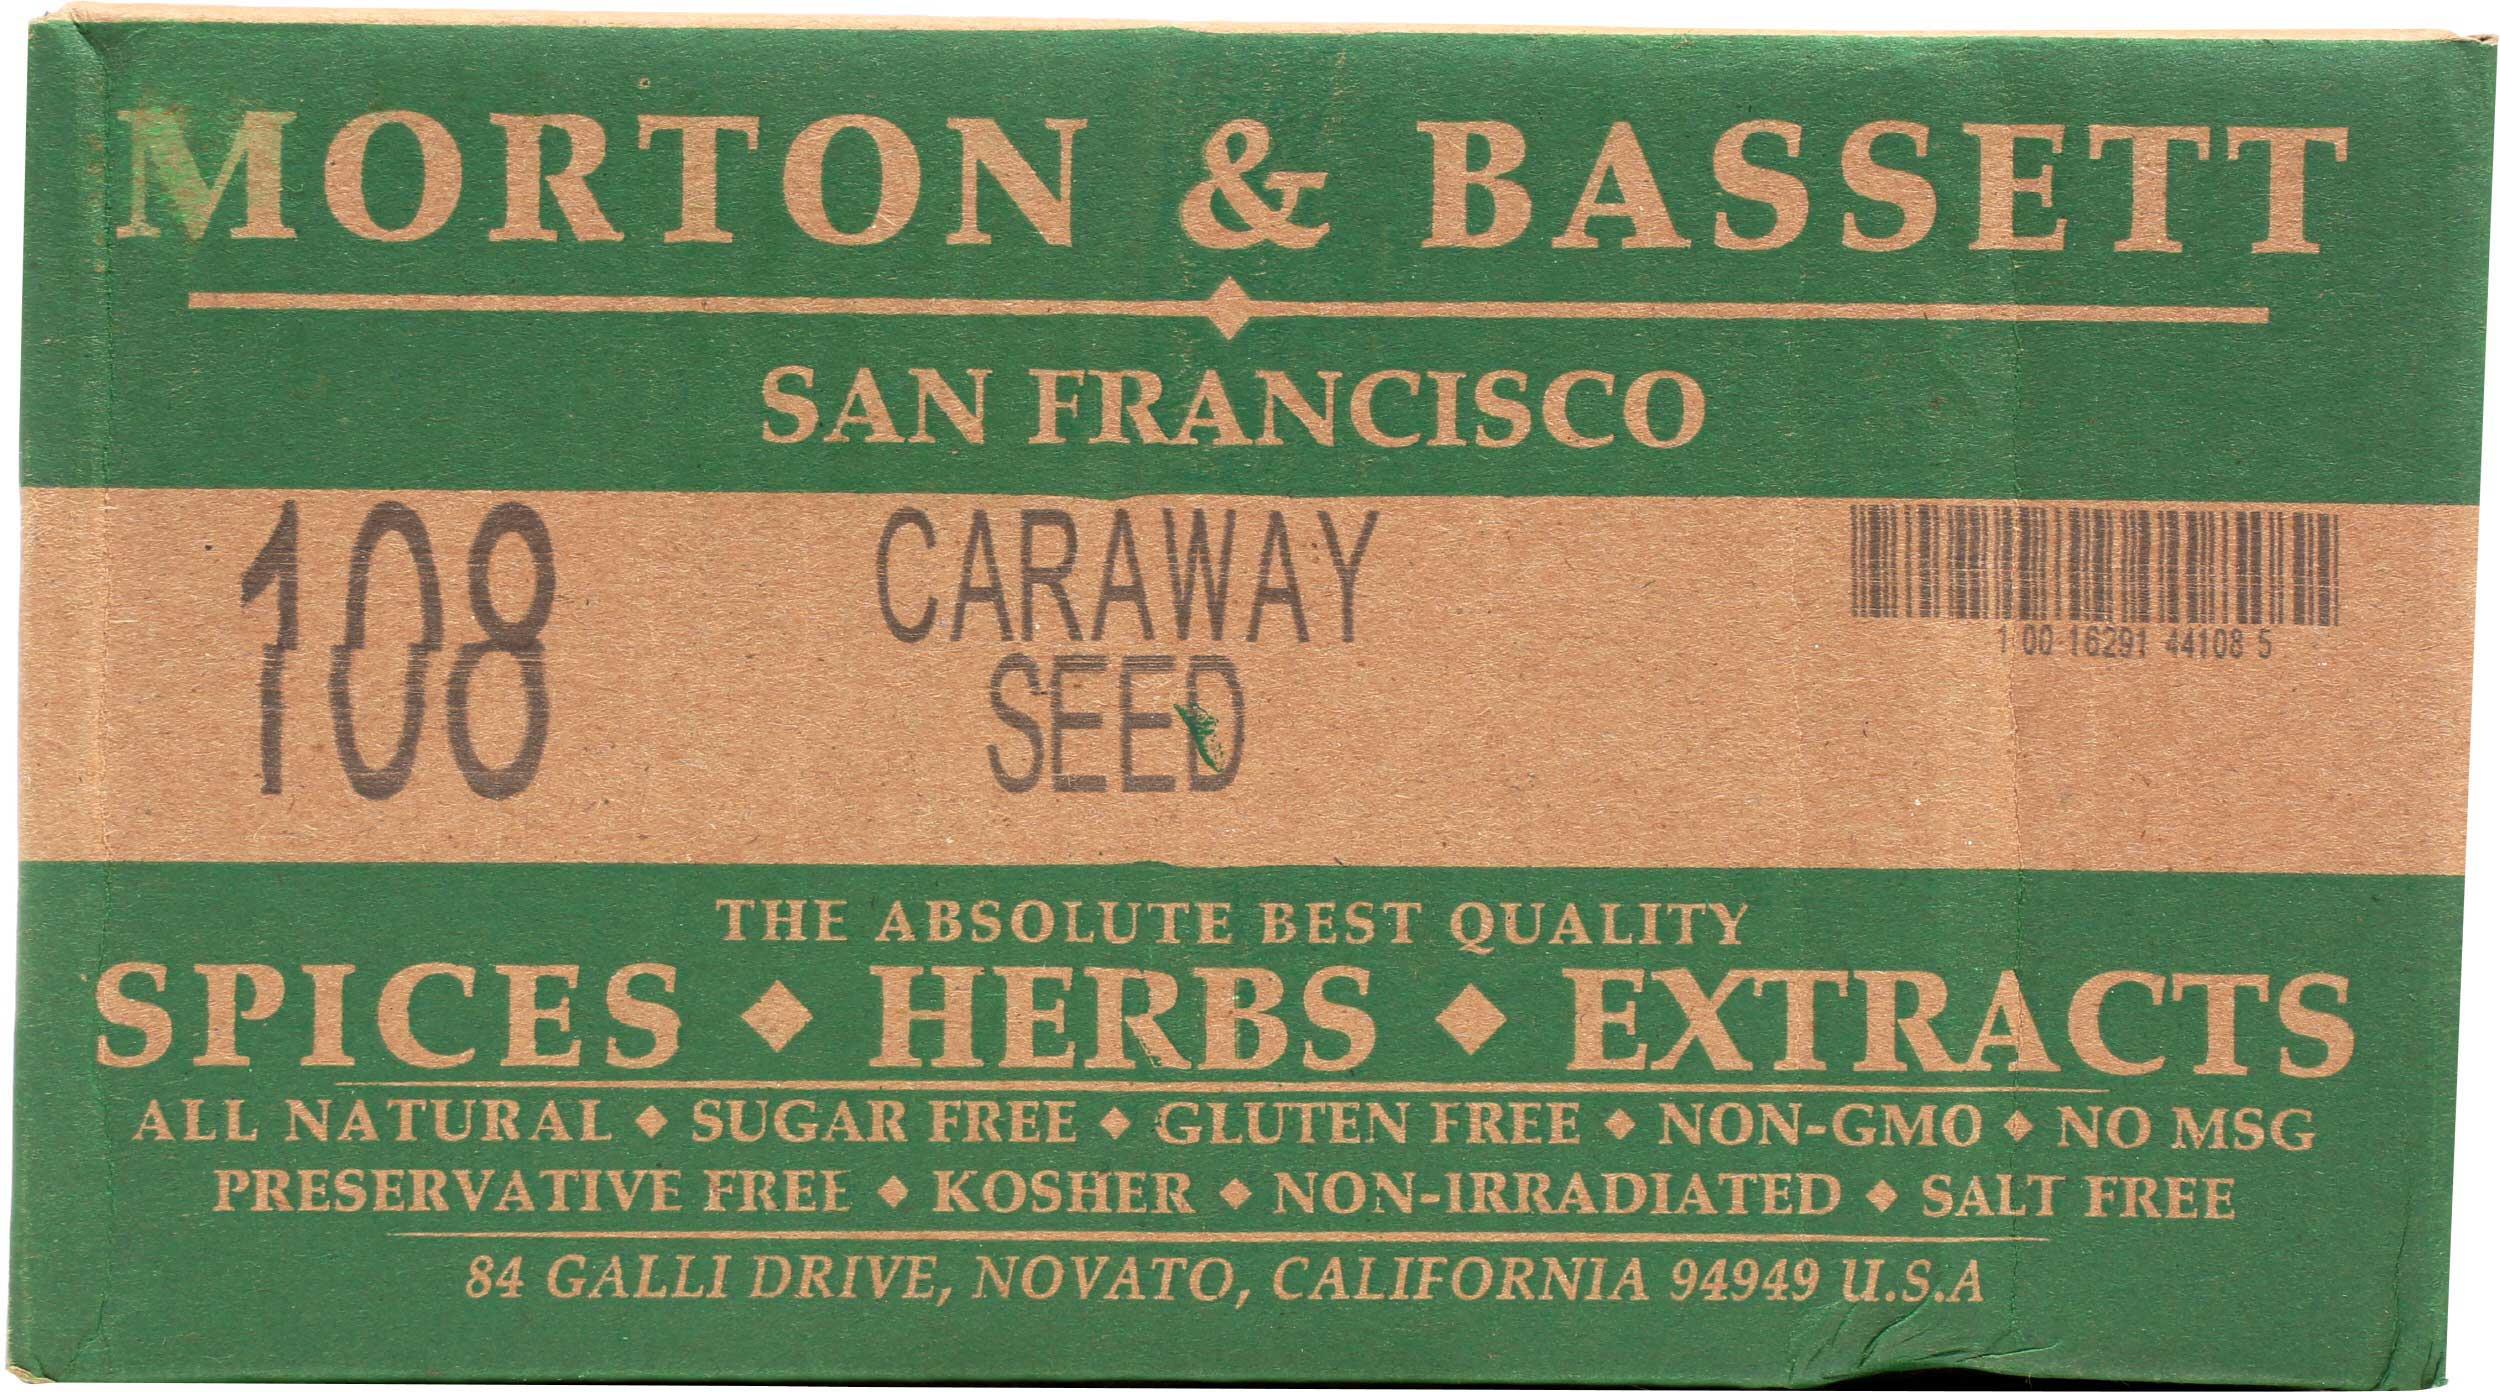 MORTON & BASSETT
SAN FRANCISCO
108
CARAWAY
SEED
1 00 16291 44108 5
THE ABSOLUTE BEST QUALITY
SPICES ◆ HERBS ◆ EXTRACTS
ALL NATURAL ◆ SUGAR FREE ◆ GLUTEN FREE ◆ NON-GMO ◆ NO MSG
PRESERVATIVE FREE ◆ KOSHER ◆ NON-IRRADIATED ◆ SALT FREE
84 GALLI DRIVE, NOVATO, CALIFORNIA 94949 U.S.A